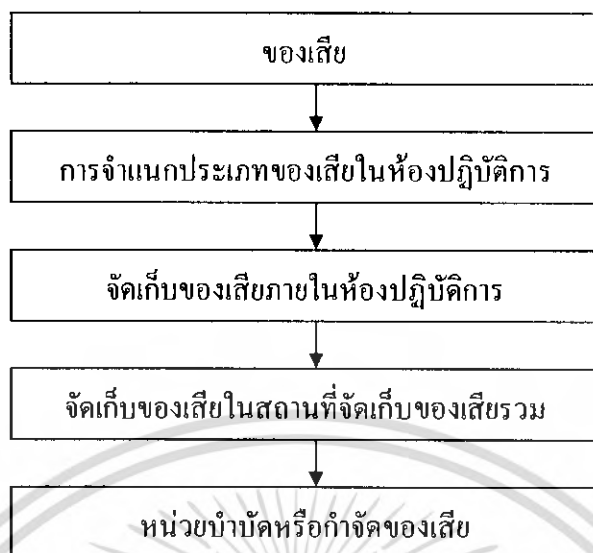 ของเสีย
การจำแนกประเภทของเสียในห้องปฏิบัติการ
จัดเก็บของเสียภายในห้องปฏิบัติการ
จัดเก็บของเสียในสถานที่จัดเก็บของเสียรวม
หน่วยบำบัดหรือกำจัดของเสีย